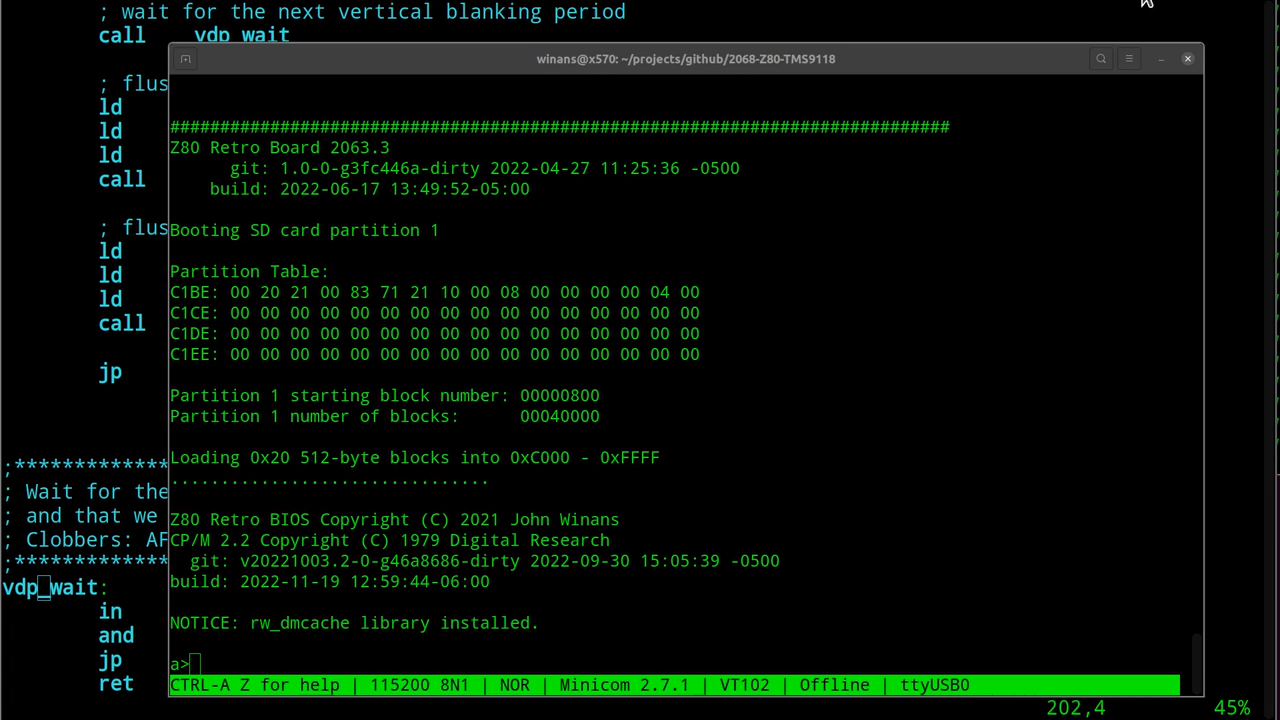 ; wait for the next vertical blanking period
call vdp_wait
winans@x570: ~/projects/github/2068-Z80-TMS9118
; flus
ld
ld
ld
call
; flus
ld
ld
ld
call
jp
;*************
; Wait for the
; and that we
; Clobbers: AF
;*************
vdp_wait:
in
and
jp
ret
##############################################################################
Z80 Retro Board 2063.3
git: 1.0-0-g3fc446a-dirty 2022-04-27 11:25:36 -0500
build: 2022-06-17 13:49:52-05:00
Booting SD card partition 1
Partition Table:
C1BE: 00 20 21 00 83 71 21 10 00 08 00 00 00 00 04 00
C1CE: 00 00 00 00 00 00 00 00 00 00 00 00 00 00 00 00
C1DE: 00 00 00 00 00 00 00 00 00 00 00 00 00 00 00 00
C1EE: 00 00 00 00 00 00 00 00 00 00 00 00 00 00 00 00
Partition 1 starting block number: 00000800
Partition 1 number of blocks: 00040000
Loading 0x20 512-byte blocks into 0xC000 - 0xFFFF
................................
Z80 Retro BIOS Copyright (C) 2021 John Winans
CP/M 2.2 Copyright (C) 1979 Digital Research
git: v20221003.2-0-g46a8686-dirty 2022-09-30 15:05:39 -0500
build: 2022-11-19 12:59:44-06:00
NOTICE: rw_dmcache library installed.
a>
CTRL-A Z for help | 115200 8N1 | NOR | Minicom 2.7.1 | VT102 | Offline | ttyUSB0
202,4 45%